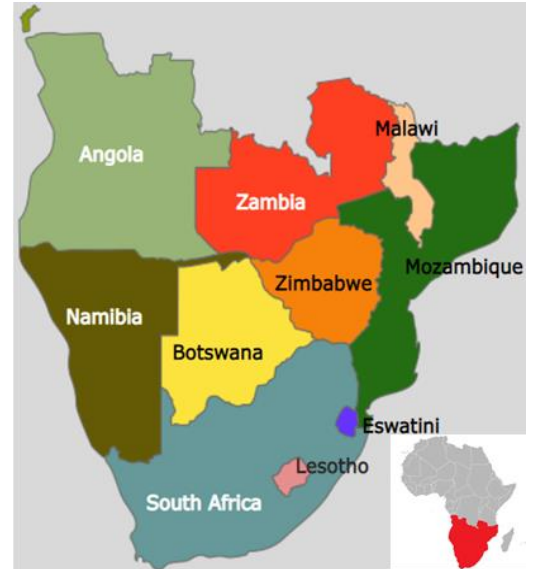 Malawi
Angola
Zambia
Mozambique
Zimbabwe
Namibia
Botswana
Eswatini
Lesotho
South Africa